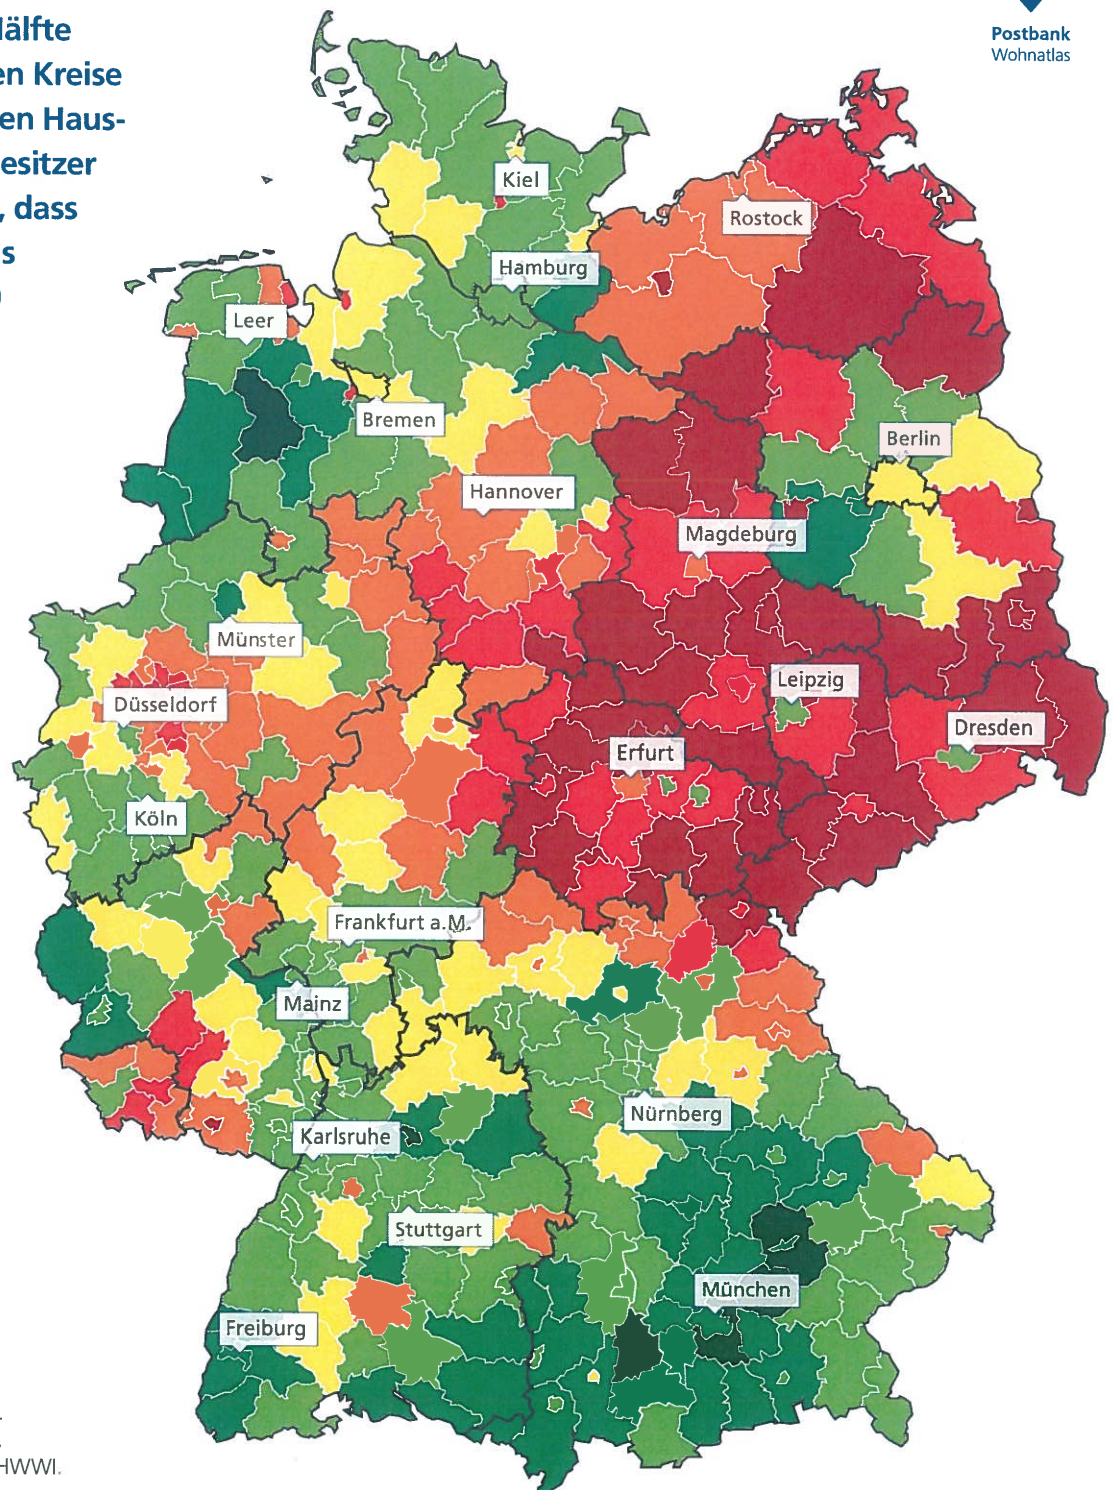 Hälfte
en Kreise
en Haus-
esitzer
, dass
s
Postbank
Wohnatlas
Kiel
Rostock
Hamburg
Leer
Bremen
Berlin
Hannover
Magdeburg
Münster
Leipzig
Düsseldorf
Dresden
Erfurt
Köln
Frankfurt a.M.
Mainz
Nürnberg
Karlsruhe
Stuttgart
München
Freiburg
HWWI.